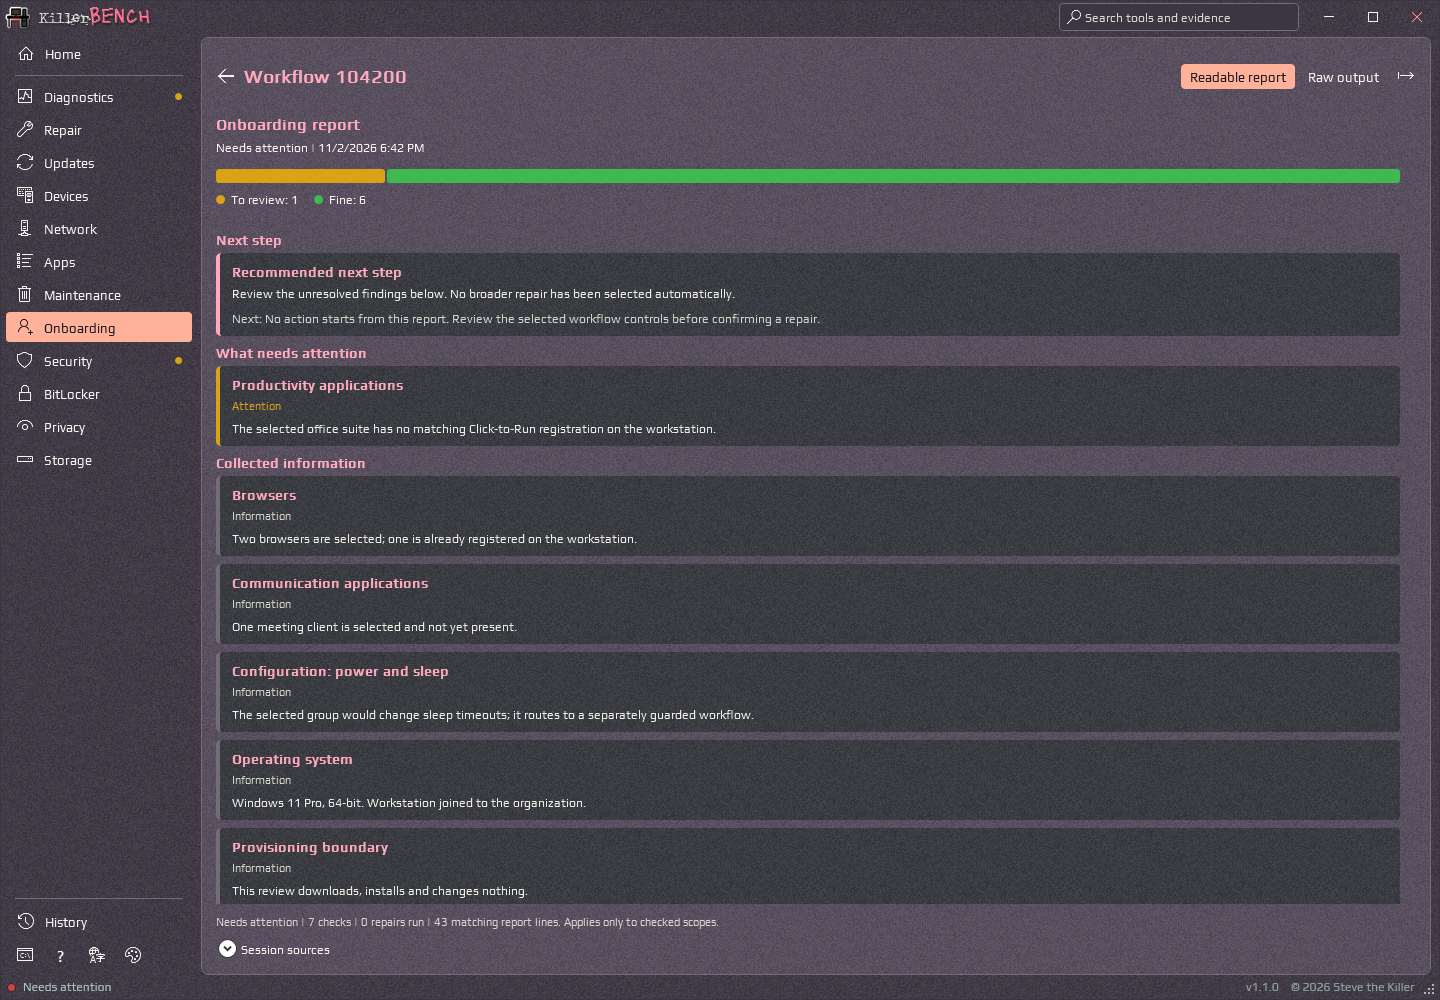 KillerBENCH
Search tools and evidence
Home
Diagnostics
Repair
Updates
Devices
Network
Apps
Maintenance
Onboarding
Security
BitLocker
Privacy
Storage
History
?
Needs attention
Workflow 104200
Readable report
Raw output
Onboarding report
Needs attention | 11/2/2026 6:42 PM
To review: 1
Fine: 6
Next step
Recommended next step
Review the unresolved findings below. No broader repair has been selected automatically.
Next: No action starts from this report. Review the selected workflow controls before confirming a repair.
What needs attention
Productivity applications
Attention
The selected office suite has no matching Click-to-Run registration on the workstation.
Collected information
Browsers
Information
Two browsers are selected; one is already registered on the workstation.
Communication applications
Information
One meeting client is selected and not yet present.
Configuration: power and sleep
Information
The selected group would change sleep timeouts; it routes to a separately guarded workflow.
Operating system
Information
Windows 11 Pro, 64-bit. Workstation joined to the organization.
Provisioning boundary
Information
This review downloads, installs and changes nothing.
Needs attention | 7 checks | 0 repairs run | 43 matching report lines. Applies only to checked scopes.
Session sources
v1.1.0
© 2026 Steve the Killer